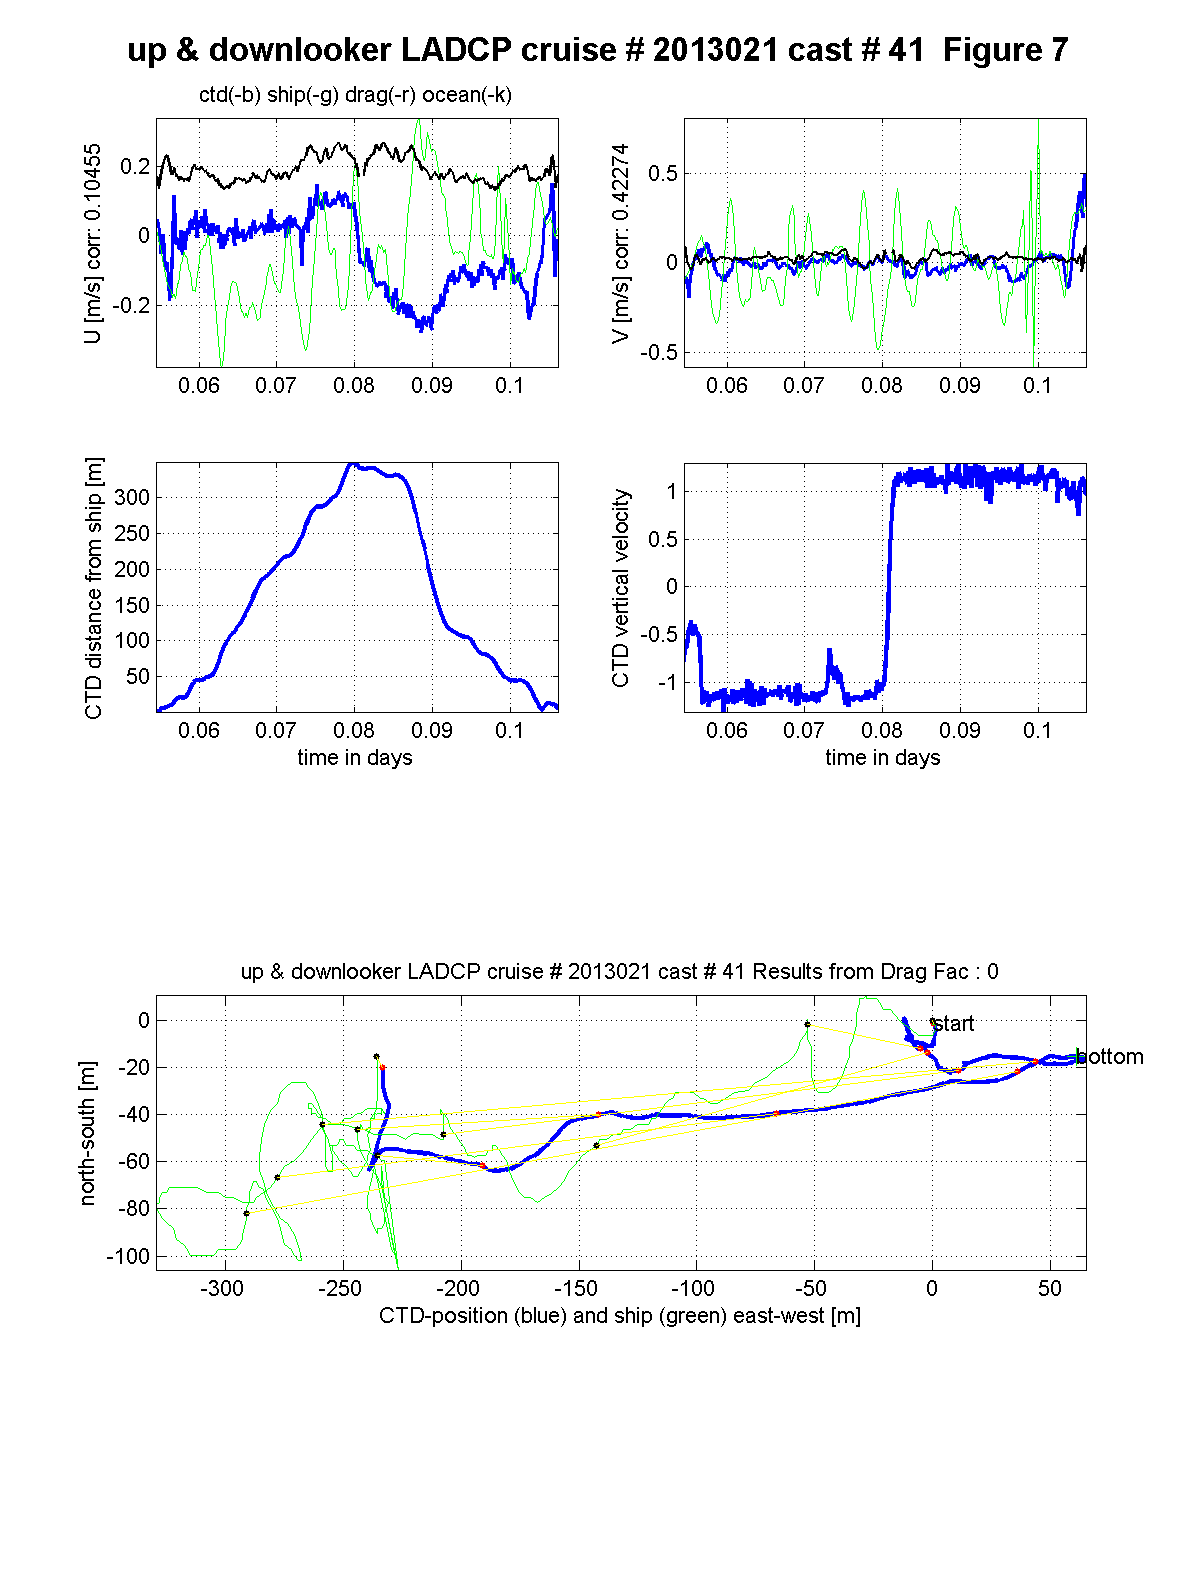 up & downlooker LADCP cruise # 2013021 cast # 41  Figure 7
ctd(-b) ship(-g) drag(-r) ocean(-k)
U [m/s] corr: 0.10455
0.2
0
-0.2
0.06 0.07 0.08 0.09 0.1
V [m/s] corr: 0.42274
0.5
0
-0.5
0.06 0.07 0.08 0.09 0.1
CTD distance from ship [m]
300
250
200
150
100
50
0.06 0.07 0.08 0.09 0.1
time in days
CTD vertical velocity
1
0.5
0
-0.5
-1
0.06 0.07 0.08 0.09 0.1
time in days
up & downlooker LADCP cruise # 2013021 cast # 41 Results from Drag Fac : 0
north-south [m]
0
-20
-40
-60
-80
-100
start
bottom
-300 -250 -200 -150 -100 -50 0 50
CTD-position (blue) and ship (green) east-west [m]